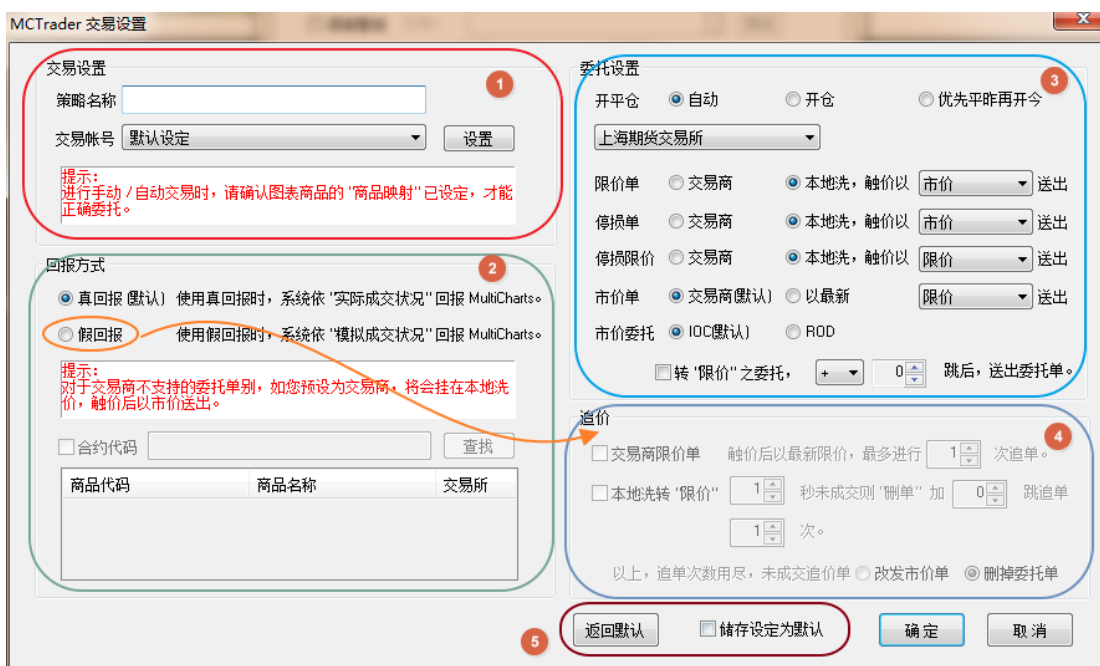 MCTrader 交易设置
交易设置
1
策略名称
交易帐号 默认设定 设置
提示:
进行手动 / 自动交易时，请确认图表商品的 "商品映射" 已设定，才能
正确委托。
回报方式
2
真回报 (默认) 使用真回报时，系统依 "实际成交状况" 回报 MultiCharts。
假回报 使用假回报时，系统依 "模拟成交状况" 回报 MultiCharts。
提示:
对于交易商不支持的委托单别，如您预设为交易商，将会挂在本地洗
价，触价后以市价送出。
合约代码 查找
商品代码 商品名称 交易所
委托设置
3
开平仓 自动 开仓 优先平昨再开今
上海期货交易所
限价单 交易商 本地洗，触价以 市价 送出
停损单 交易商 本地洗，触价以 市价 送出
停损限价 交易商 本地洗，触价以 限价 送出
市价单 交易商(默认) 以最新 限价 送出
市价委托 IOC(默认) ROD
转 "限价" 之委托， + 0 跳后，送出委托单。
追价
4
交易商限价单 触价后以最新限价，最多进行 1 次追单。
本地洗转 "限价" 1 秒未成交则 "删单" 加 0 跳追单
1 次。
以上，追单次数用尽，未成交追价单 改发市价单 删掉委托单
5
返回默认 储存设定为默认 确定 取消